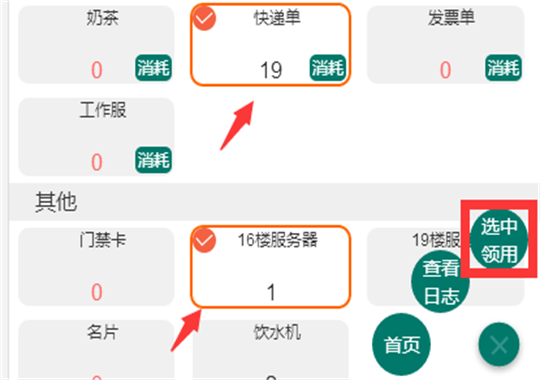 奶茶
快递单
发票单
0
消耗
19
消耗
0
消耗
工作服
0
消耗
其他
选中
领用
门禁卡
16楼服务器
19楼服
查看
日志
0
1
名片
饮水机
首页